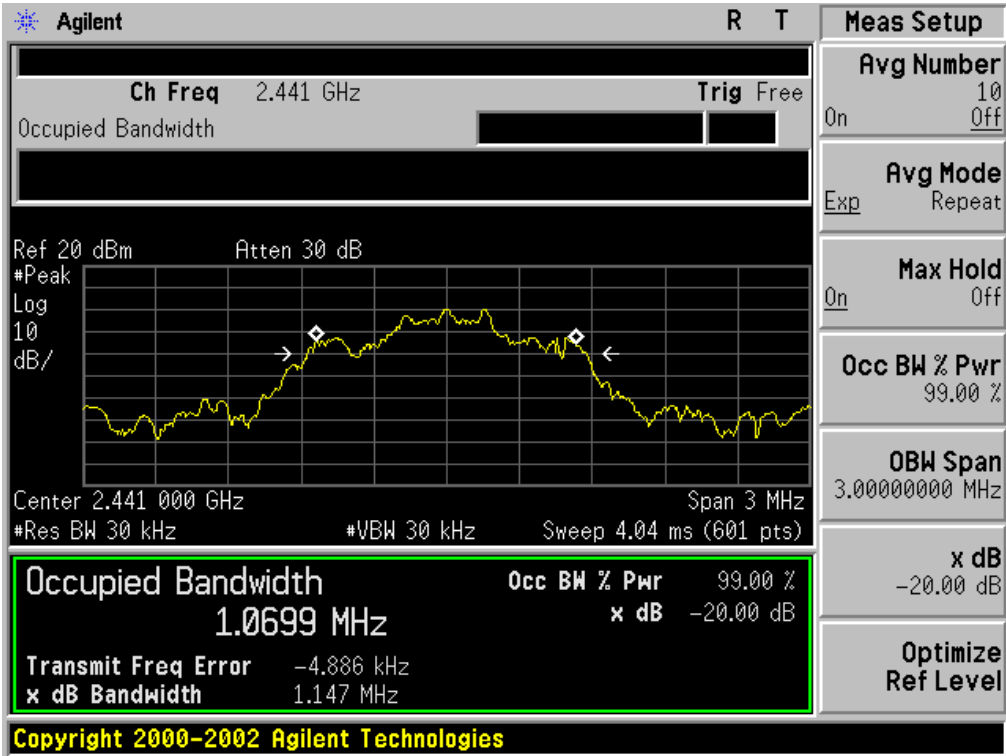 Agilent R T
Ch Freq 2.441 GHz Trig Free
Occupied Bandwidth
Ref 20 dBm Atten 30 dB
#Peak
Log
10
dB/
Center 2.441 000 GHz Span 3 MHz
#Res BW 30 kHz #VBW 30 kHz Sweep 4.04 ms (601 pts)
Occupied Bandwidth Occ BW % Pwr 99.00 %
1.0699 MHz x dB -20.00 dB
Transmit Freq Error -4.886 kHz
x dB Bandwidth 1.147 MHz
Copyright 2000-2002 Agilent Technologies
Meas Setup
Avg Number
10
On Off
Avg Mode
Exp Repeat
Max Hold
On Off
Occ BW % Pwr
99.00 %
OBW Span
3.00000000 MHz
x dB
-20.00 dB
Optimize
Ref Level